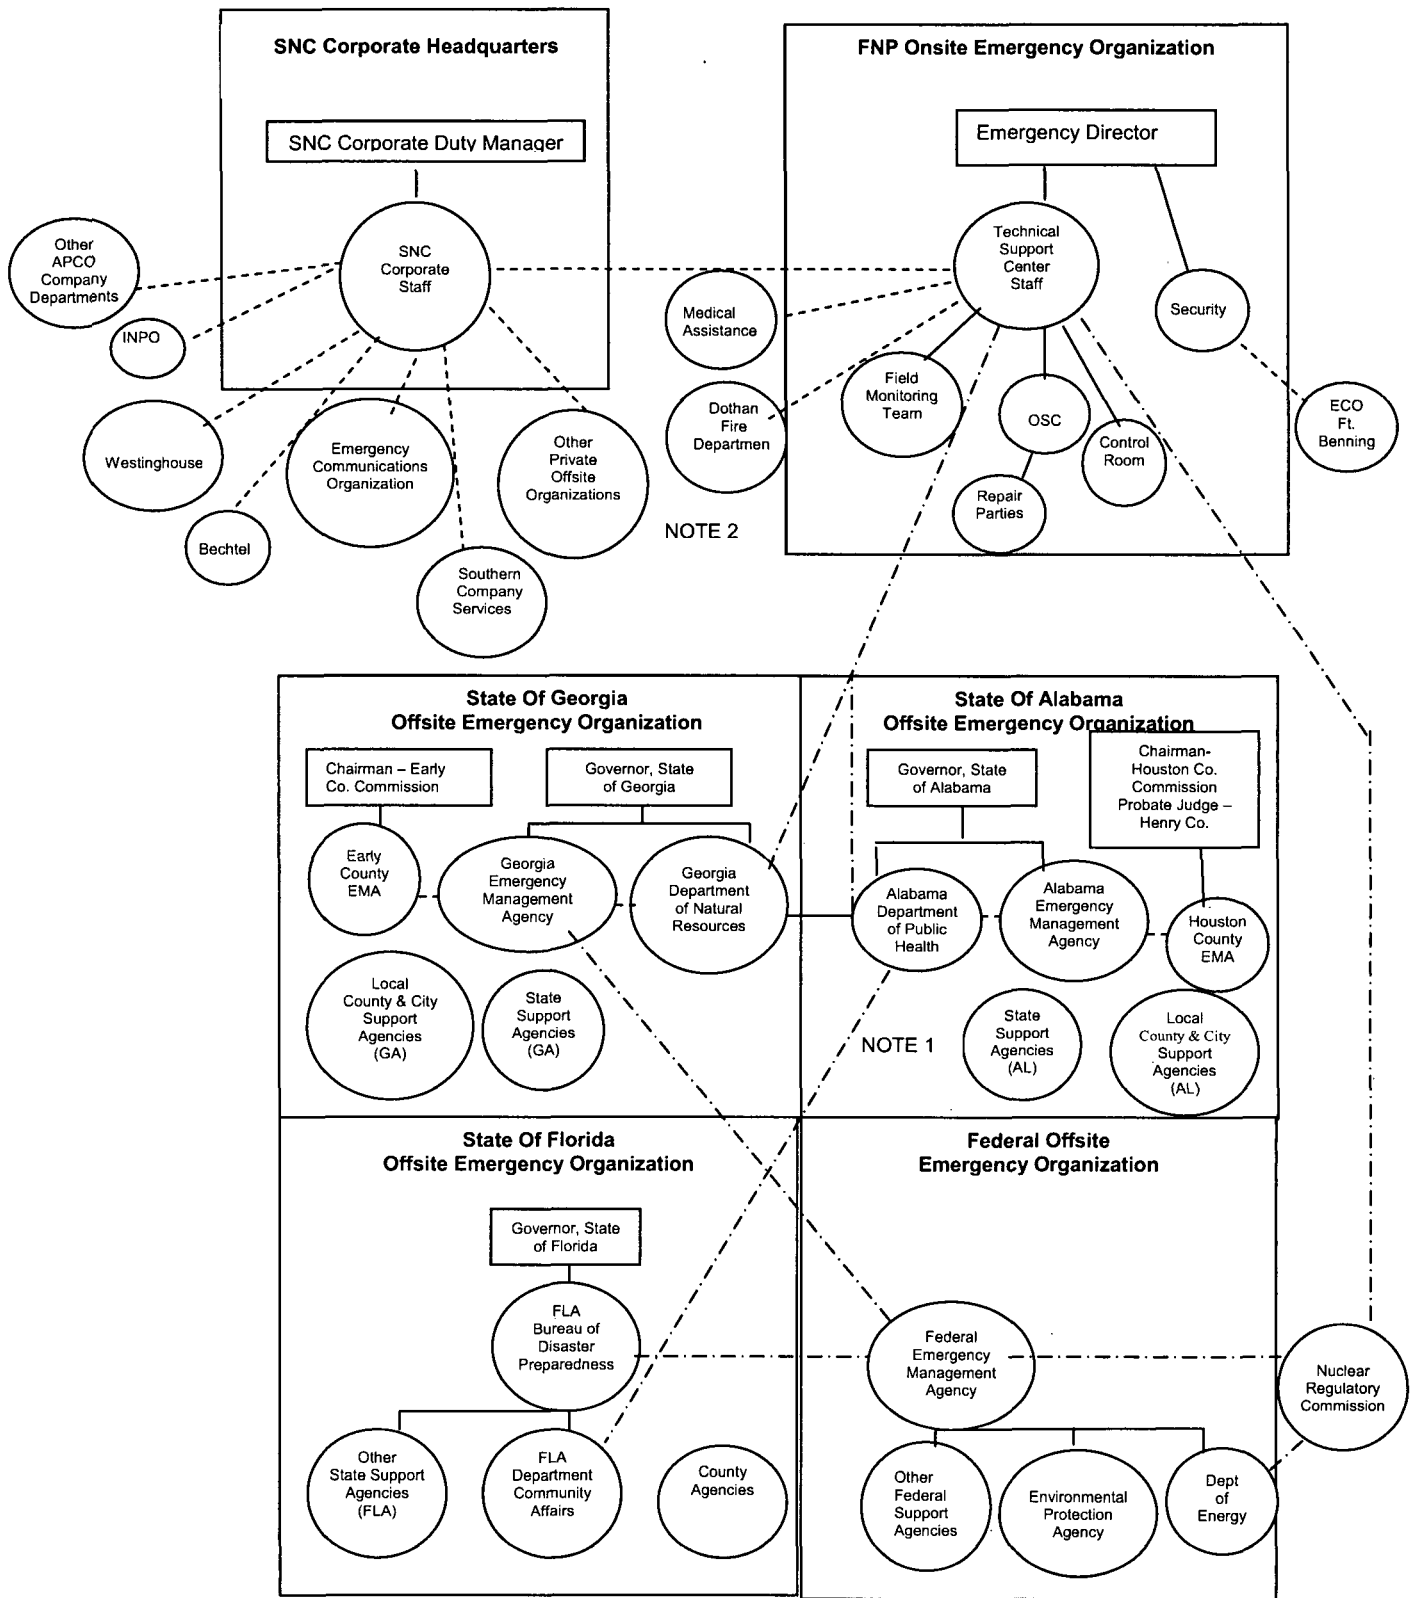 SNC Corporate Headquarters
SNC Corporate Duty Manager
SNC
Corporate
Staff
Other
APCO
Company
Departments
INPO
Westinghouse
Bechtel
Emergency
Communications
Organization
Southern
Company
Services
Other
Private
Offsite
Organizations
NOTE 2
FNP Onsite Emergency Organization
Emergency Director
Technical
Support
Center
Staff
Medical
Assistance
Dothan
Fire
Departmen
Field
Monitoring
Team
OSC
Control
Room
Repair
Parties
Security
ECO
Ft.
Benning
State Of Georgia
Offsite Emergency Organization
Chairman – Early
Co. Commission
Governor, State
of Georgia
Early
County
EMA
Georgia
Emergency
Management
Agency
Georgia
Department
of Natural
Resources
Local
County & City
Support
Agencies
(GA)
State
Support
Agencies
(GA)
State Of Alabama
Offsite Emergency Organization
Governor, State
of Alabama
Chairman-
Houston Co.
Commission
Probate Judge –
Henry Co.
Alabama
Department
of Public
Health
Alabama
Emergency
Management
Agency
Houston
County
EMA
NOTE 1
State
Support
Agencies
(AL)
Local
County & City
Support
Agencies
(AL)
State Of Florida
Offsite Emergency Organization
Governor, State
of Florida
FLA
Bureau of
Disaster
Preparedness
Other
State Support
Agencies
(FLA)
FLA
Department
Community
Affairs
County
Agencies
Federal Offsite
Emergency Organization
Federal
Emergency
Management
Agency
Nuclear
Regulatory
Commission
Other
Federal
Support
Agencies
Environmental
Protection
Agency
Dept
of
Energy